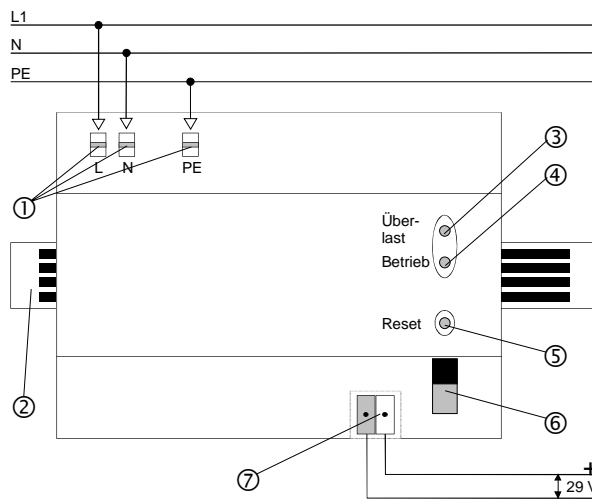 L1
N
PE
L N PE
①
③
④
Über-
last
Betrieb
Reset
②
⑤
⑥
⑦
+
29 V